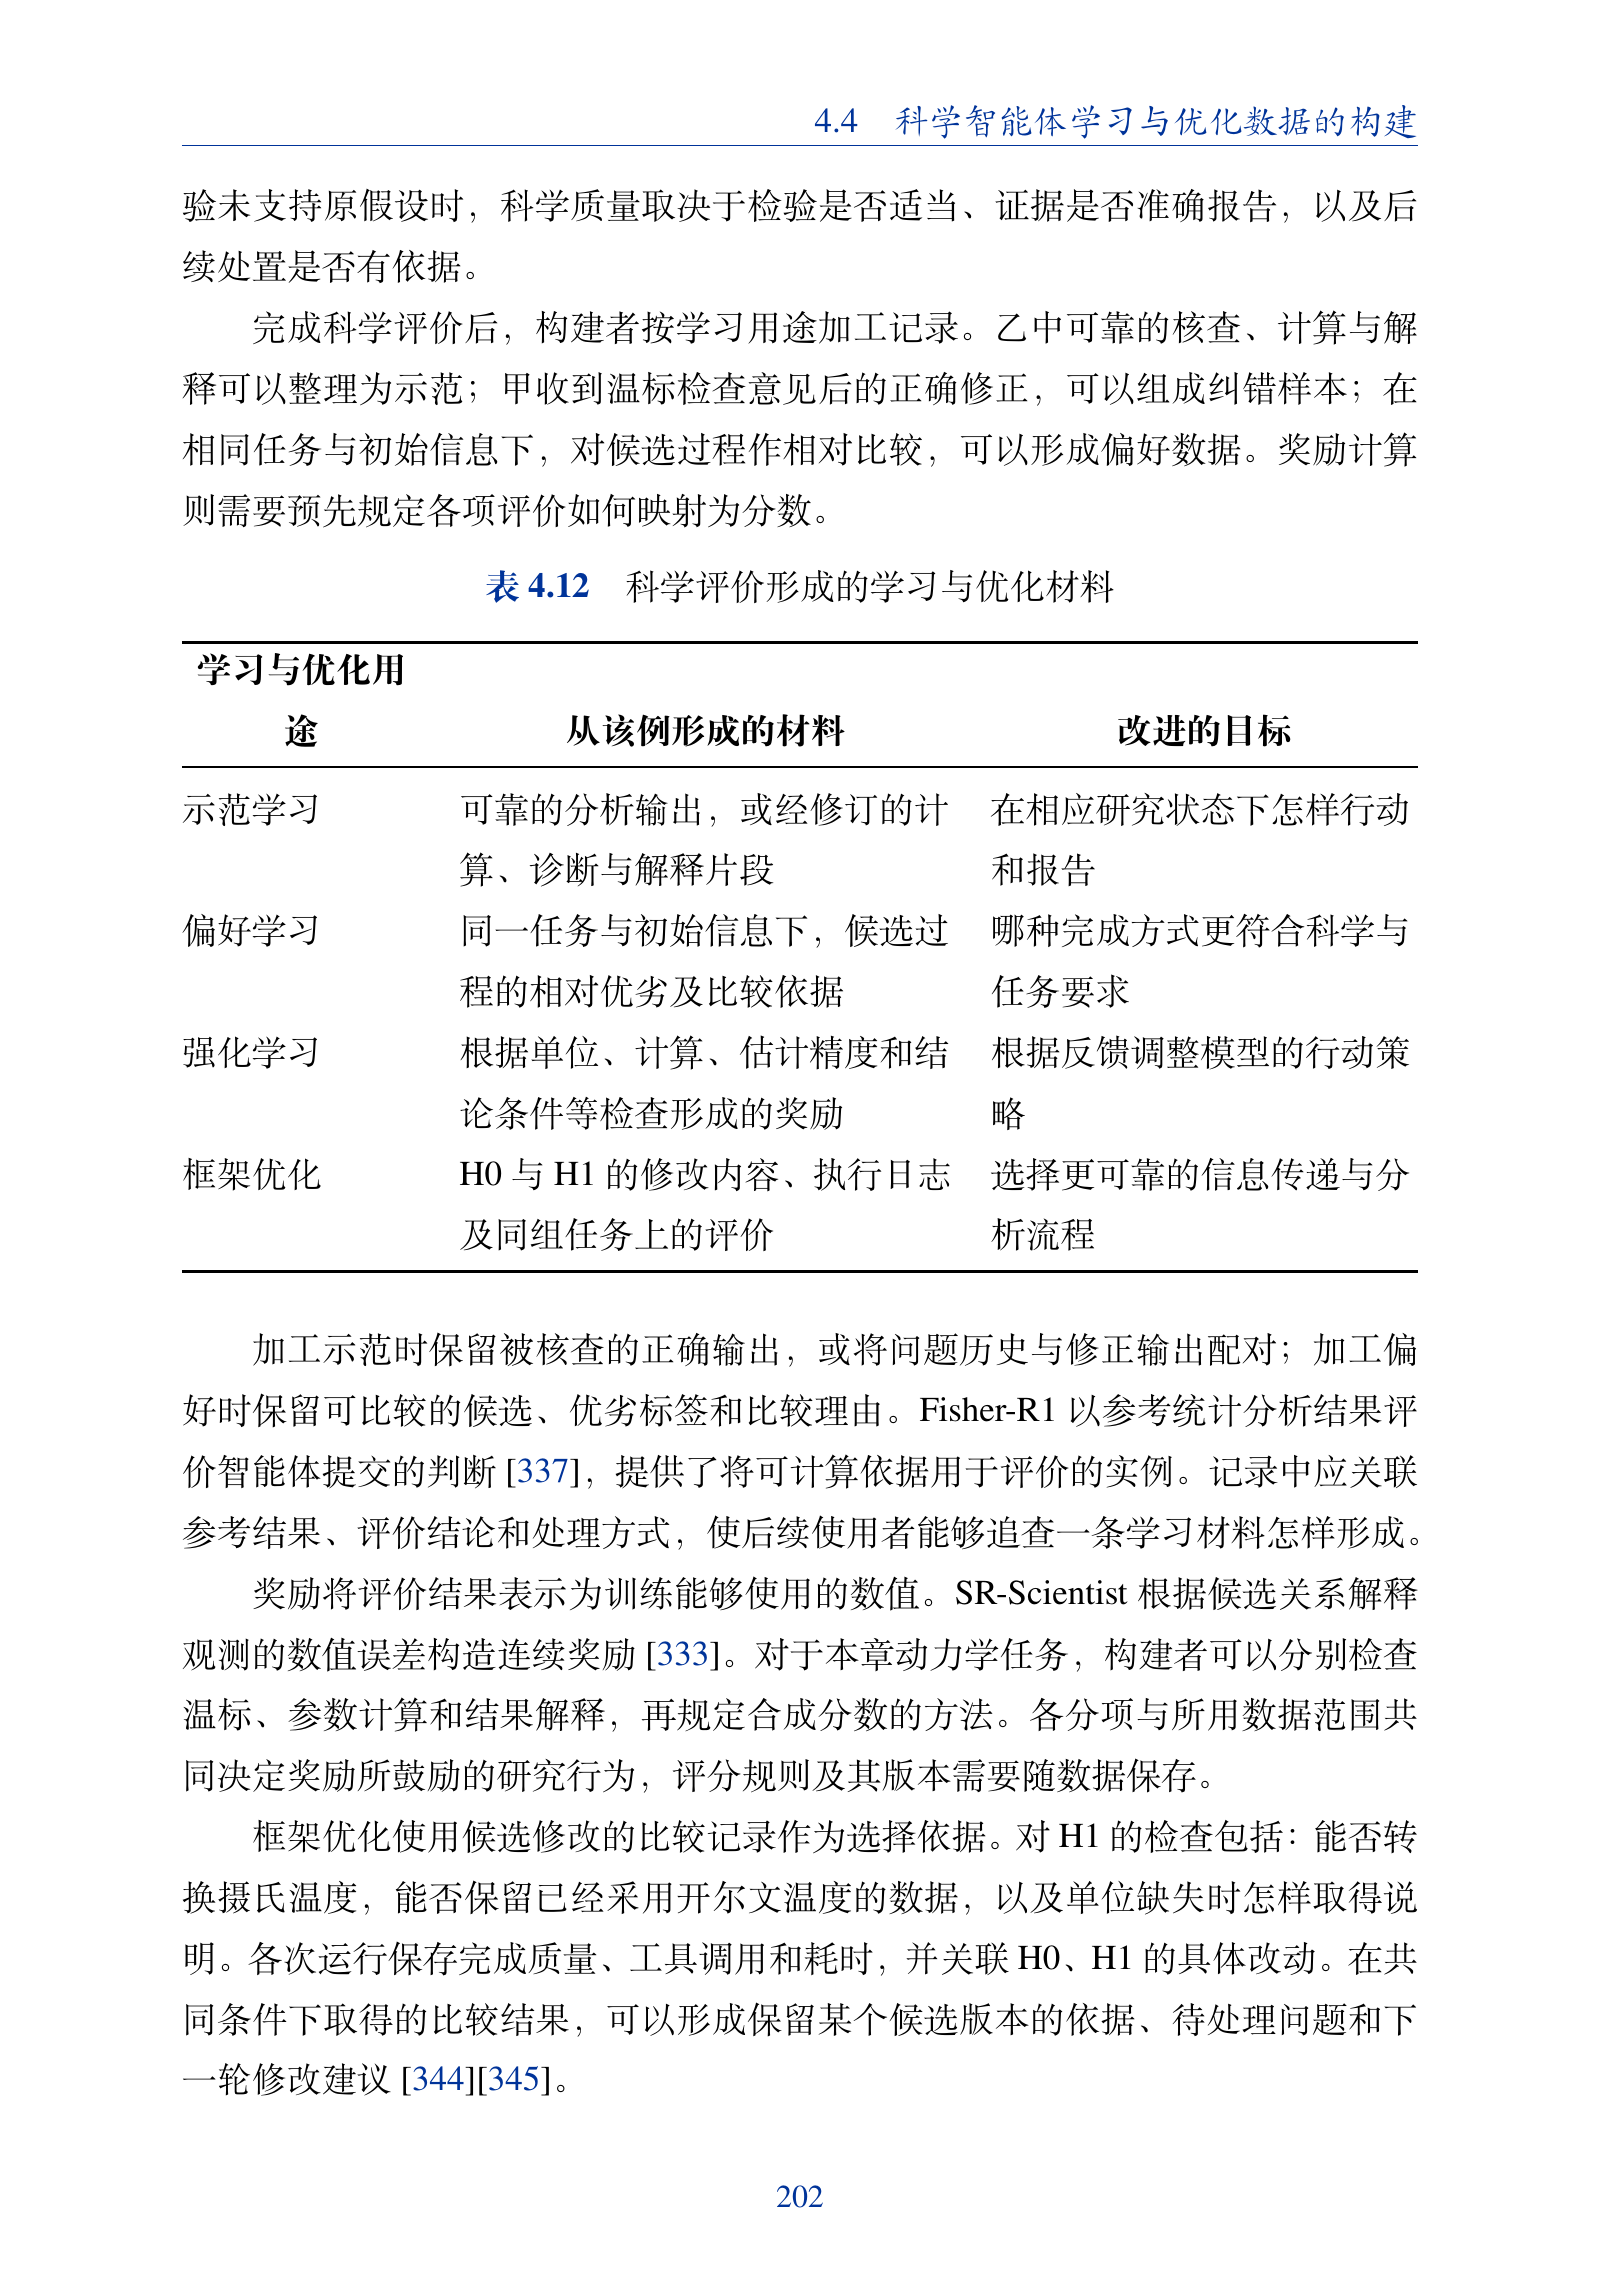 4.4 科学智能体学习与优化数据的构建
验未支持原假设时，科学质量取决于检验是否适当、证据是否准确报告，以及后
续处置是否有依据。
完成科学评价后，构建者按学习用途加工记录。乙中可靠的核查、计算与解
释可以整理为示范；甲收到温标检查意见后的正确修正，可以组成纠错样本；在
相同任务与初始信息下，对候选过程作相对比较，可以形成偏好数据。奖励计算
则需要预先规定各项评价如何映射为分数。
表 4.12 科学评价形成的学习与优化材料
学习与优化用
途 从该例形成的材料 改进的目标
示范学习 可靠的分析输出，或经修订的计 在相应研究状态下怎样行动
算、诊断与解释片段 和报告
偏好学习 同一任务与初始信息下，候选过 哪种完成方式更符合科学与
程的相对优劣及比较依据 任务要求
强化学习 根据单位、计算、估计精度和结 根据反馈调整模型的行动策
论条件等检查形成的奖励 略
框架优化 H0 与 H1 的修改内容、执行日志 选择更可靠的信息传递与分
及同组任务上的评价 析流程
加工示范时保留被核查的正确输出，或将问题历史与修正输出配对；加工偏
好时保留可比较的候选、优劣标签和比较理由。Fisher-R1 以参考统计分析结果评
价智能体提交的判断 [337]，提供了将可计算依据用于评价的实例。记录中应关联
参考结果、评价结论和处理方式，使后续使用者能够追查一条学习材料怎样形成。
奖励将评价结果表示为训练能够使用的数值。SR-Scientist 根据候选关系解释
观测的数值误差构造连续奖励 [333]。对于本章动力学任务，构建者可以分别检查
温标、参数计算和结果解释，再规定合成分数的方法。各分项与所用数据范围共
同决定奖励所鼓励的研究行为，评分规则及其版本需要随数据保存。
框架优化使用候选修改的比较记录作为选择依据。对 H1 的检查包括：能否转
换摄氏温度，能否保留已经采用开尔文温度的数据，以及单位缺失时怎样取得说
明。各次运行保存完成质量、工具调用和耗时，并关联 H0、H1 的具体改动。在共
同条件下取得的比较结果，可以形成保留某个候选版本的依据、待处理问题和下
一轮修改建议 [344][345]。
202